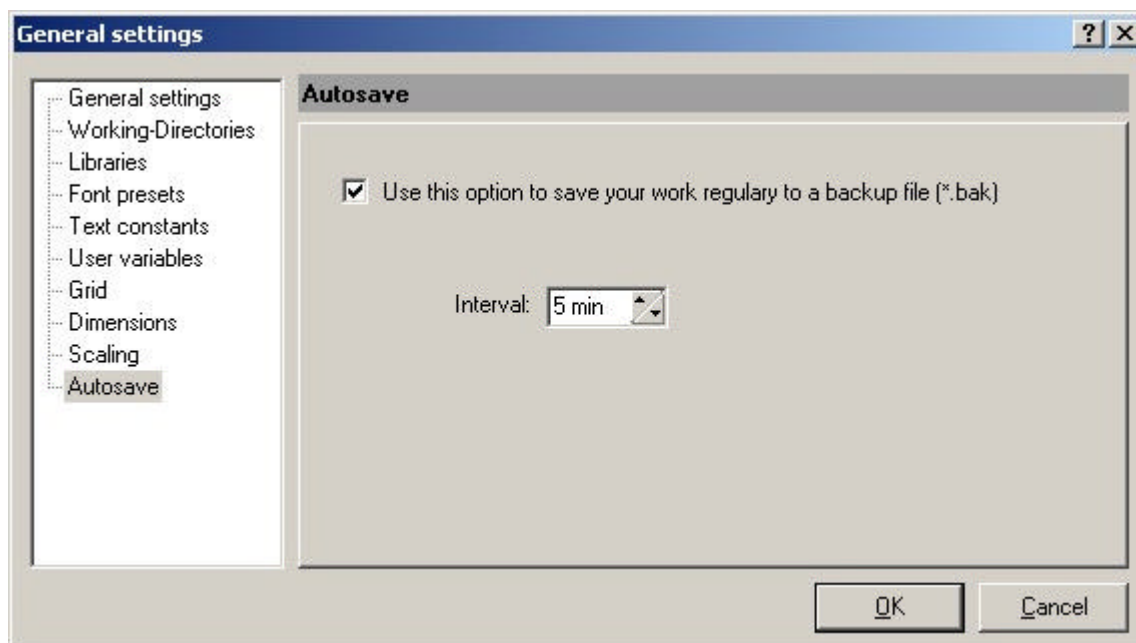 General settings
General settings
Working-Directories
Libraries
Font presets
Text constants
User variables
Grid
Dimensions
Scaling
Autosave
Autosave
Use this option to save your work regulary to a backup file (*.bak)
Interval: 5 min
OK Cancel